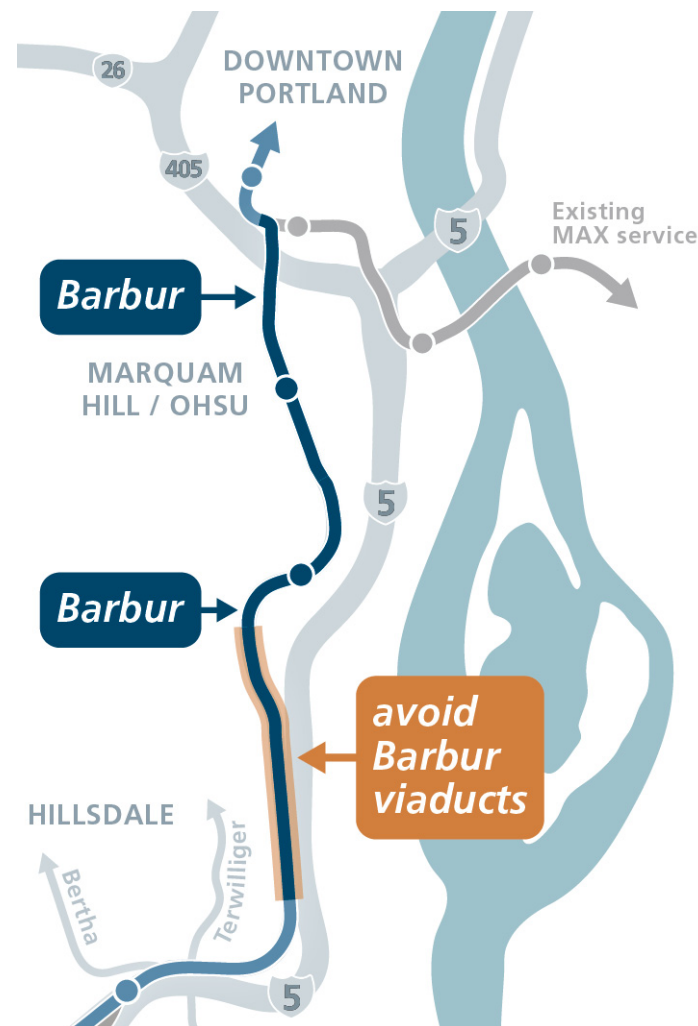 26
DOWNTOWN
PORTLAND
405
5
Existing
MAX service
Barbur
MARQUAM
HILL / OHSU
5
Barbur
avoid
Barbur
viaducts
HILLSDALE
Bertha
Terwilliger
5